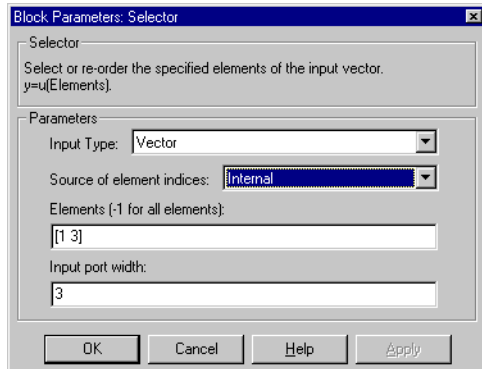 Block Parameters: Selector
Selector
Select or re-order the specified elements of the input vector.
y=u(Elements).
Parameters
Input Type: Vector
Source of element indices: Internal
Elements (-1 for all elements):
[1 3]
Input port width:
3
OK Cancel Help Apply